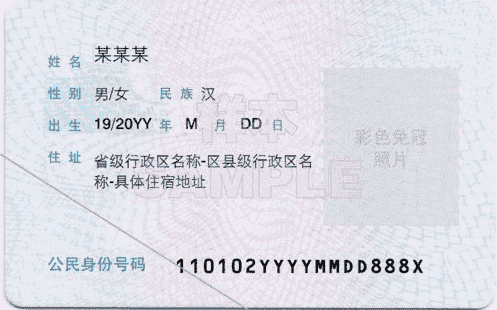 姓名 某某某
性别 男/女 民族 汉
出生 19/20YY 年 M 月 DD 日
住址 省级行政区名称-区县级行政区名
称-具体住宿地址
样本
SAMPLE
彩色免冠
照片
公民身份号码 110102YYYYMMDD888X